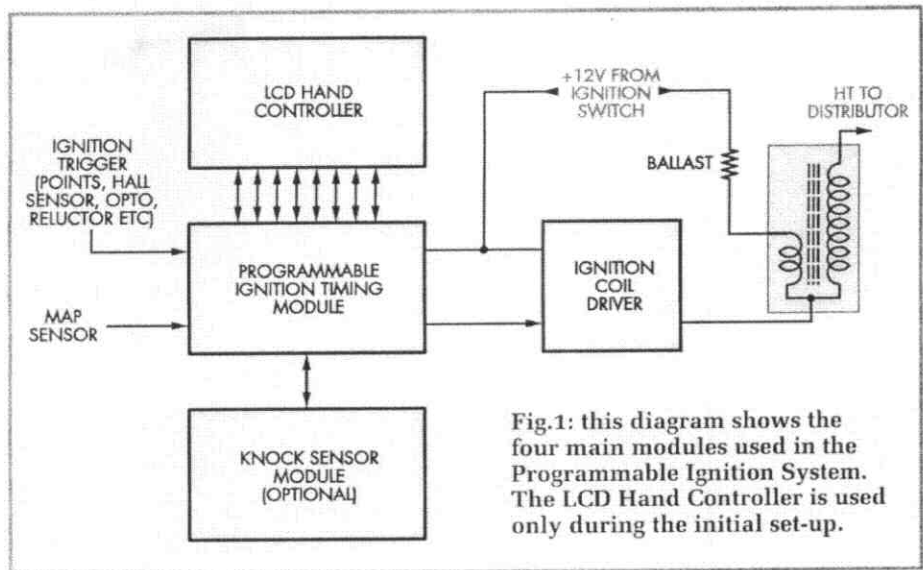 LCD HAND
CONTROLLER
+12V FROM
IGNITION
SWITCH
HT TO
DISTRIBUTOR
IGNITION
TRIGGER
(POINTS, HALL
SENSOR, OPTO,
RELUCTOR ETC)
BALLAST
PROGRAMMABLE
IGNITION TIMING
MODULE
IGNITION
COIL
DRIVER
MAP
SENSOR
KNOCK SENSOR
MODULE
(OPTIONAL)
Fig.1: this diagram shows the
four main modules used in the
Programmable Ignition System.
The LCD Hand Controller is used
only during the initial set-up.